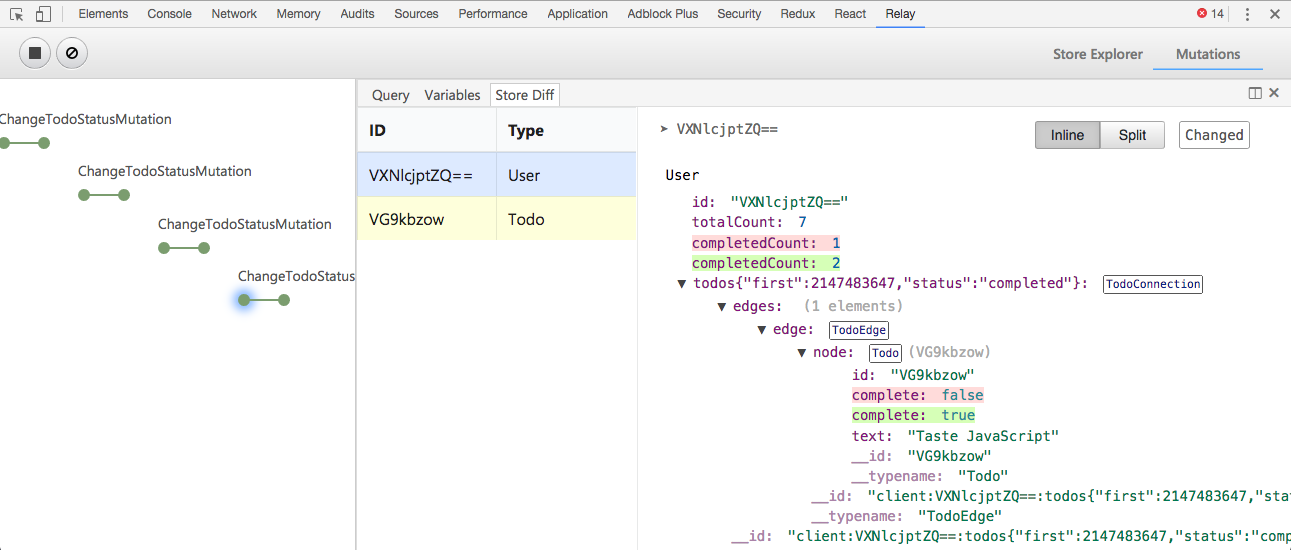 Elements Console Network Memory Audits Sources Performance Application Adblock Plus Security Redux React Relay 14
Store Explorer Mutations
ChangeTodoStatusMutation
ChangeTodoStatusMutation
ChangeTodoStatusMutation
ChangeTodoStatus
Query Variables Store Diff
ID Type
VXNlcjptZQ== User
VG9kbzow Todo
VXNlcjptZQ== Inline Split Changed
User
id: "VXNlcjptZQ=="
totalCount: 7
completedCount: 1
completedCount: 2
todos{"first":2147483647,"status":"completed"}: TodoConnection
edges: (1 elements)
edge: TodoEdge
node: Todo (VG9kbzow)
id: "VG9kbzow"
complete: false
complete: true
text: "Taste JavaScript"
__id: "VG9kbzow"
__typename: "Todo"
__id: "client:VXNlcjptZQ==:todos{"first":2147483647,"sta
__typename: "TodoEdge"
__id: "client:VXNlcjptZQ==:todos{"first":2147483647,"status":"comp